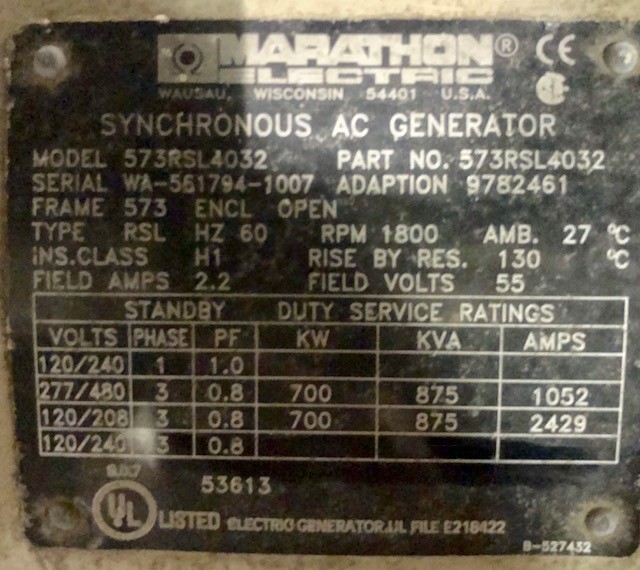 MARATHON® CE
ELECTRIC
WAUSAU, WISCONSIN 54401 U.S.A.
SYNCHRONOUS AC GENERATOR
MODEL 573RSL4032 PART NO. 573RSL4032
SERIAL WA-561794-1007 ADAPTION 9782461
FRAME 573 ENCL OPEN
TYPE RSL HZ 60 RPM 1800 AMB. 27 °C
INS.CLASS H1 RISE BY RES. 130 °C
FIELD AMPS 2.2 FIELD VOLTS 55
STANDBY DUTY SERVICE RATINGS
VOLTS PHASE PF KW KVA AMPS
120/240 1 1.0
277/480 3 0.8 700 875 1052
120/208 3 0.8 700 875 2429
120/240 3 0.8
53613
UL LISTED ELECTRIC GENERATOR.UL FILE E218422
B-527432